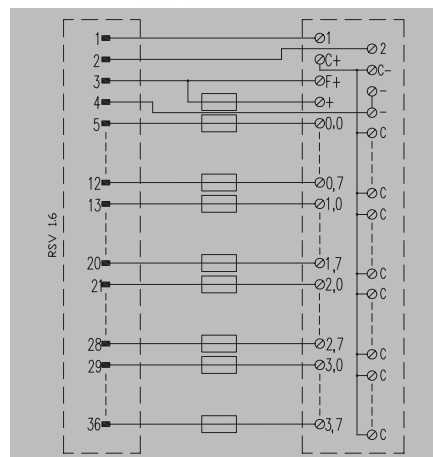 1 1
2 2
C+
C-
3 F+
-
4 +
-
5 0,0
C
12 0,7 C
13 1,0 C
RSV 1.6
20 1,7 C
21 2,0 C
28 2,7 C
29 3,0 C
36 3,7 C